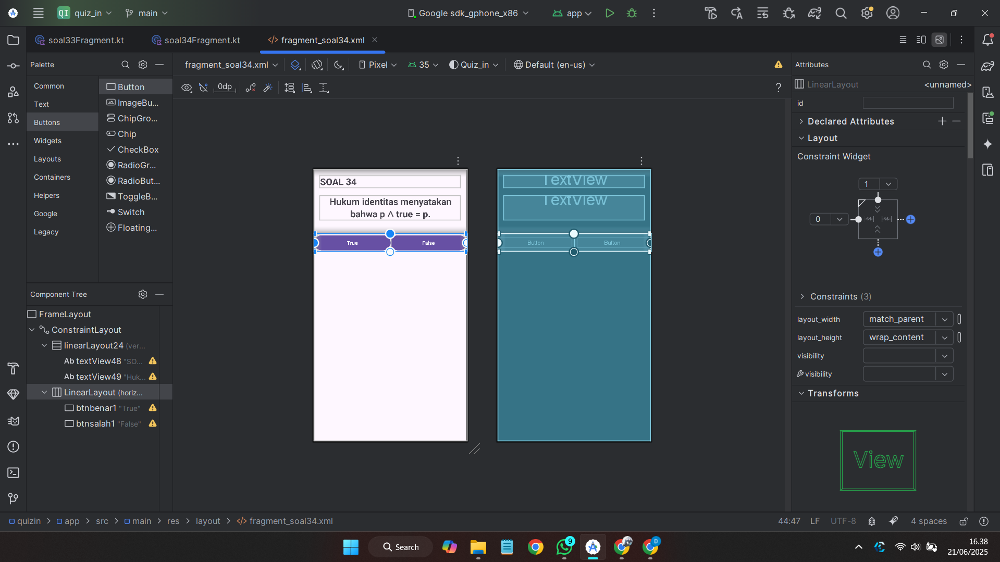 QI quiz_in
main
Google sdk_gphone_x86
app
soal33Fragment.kt
soal34Fragment.kt
</> fragment_soal34.xml
Palette
Common
Text
Buttons
Widgets
Layouts
Containers
Helpers
Google
Legacy
Button
ImageBu...
ChipGro...
Chip
CheckBox
RadioGr...
RadioBut...
ToggleB...
Switch
Floating...
fragment_soal34.xml
Pixel
35
Quiz_in
Default (en-us)
0dp
?
SOAL 34
Hukum identitas menyatakan
bahwa p ∧ true = p.
True
False
TextView
TextView
Button
Button
Component Tree
FrameLayout
ConstraintLayout
linearLayout24 (ver...
Ab textView48 "SO...
Ab textView49 "Huk...
LinearLayout (horiz...
btnbenar1 "True"
btnsalah1 "False"
Attributes
LinearLayout
<unnamed>
id
Declared Attributes
Layout
Constraint Widget
1
0
Constraints (3)
layout_width
match_parent
layout_height
wrap_content
visibility
visibility
Transforms
View
quizin > app > src > main > res > layout > </> fragment_soal34.xml
44:47
LF
UTF-8
4 spaces
Search
9
D
16.38
21/06/2025